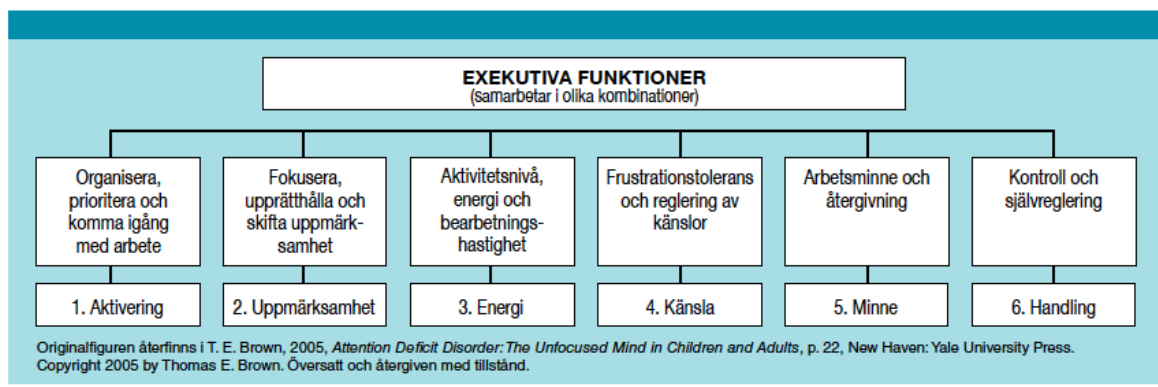 EXEKUTIVA FUNKTIONER
(samarbetar i olika kombinationer)
Organisera,
prioritera och
komma igång
med arbete
Fokusera,
upprätthålla och
skifta uppmärk-
samhet
Aktivitetsnivå,
energi och
bearbetnings-
hastighet
Frustrationstolerans
och reglering av
känslor
Arbetsminne och
återgivning
Kontroll och
självreglering
1. Aktivering
2. Uppmärksamhet
3. Energi
4. Känsla
5. Minne
6. Handling
Originalfiguren återfinns i T. E. Brown, 2005, Attention Deficit Disorder: The Unfocused Mind in Children and Adults, p. 22, New Haven: Yale University Press.
Copyright 2005 by Thomas E. Brown. Översatt och återgiven med tillstånd.